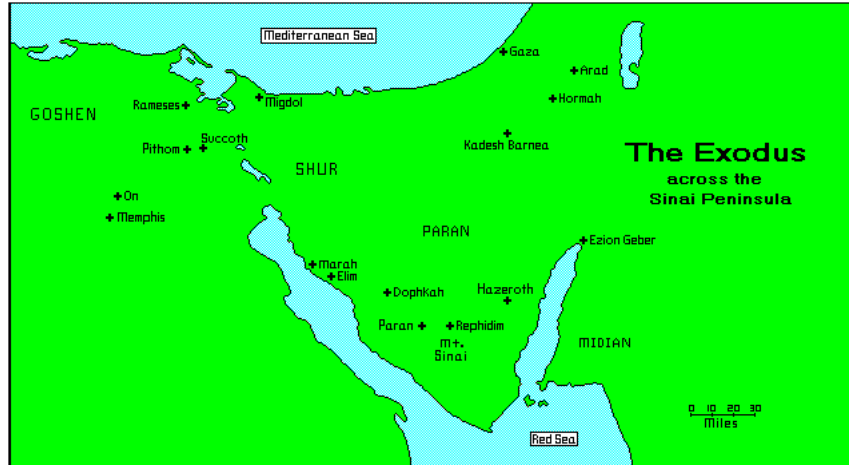 Mediterranean Sea
Gaza
Arad
Rameses
Migdol
Hormah
GOSHEN
Succoth
Pithom
Kadesh Barnea
The Exodus
across the
Sinai Peninsula
SHUR
On
Memphis
PARAN
Ezion Geber
Marah
Elim
Dophkah
Hazeroth
Paran
Rephidim
mt.
Sinai
MIDIAN
0 10 20 30
Miles
Red Sea